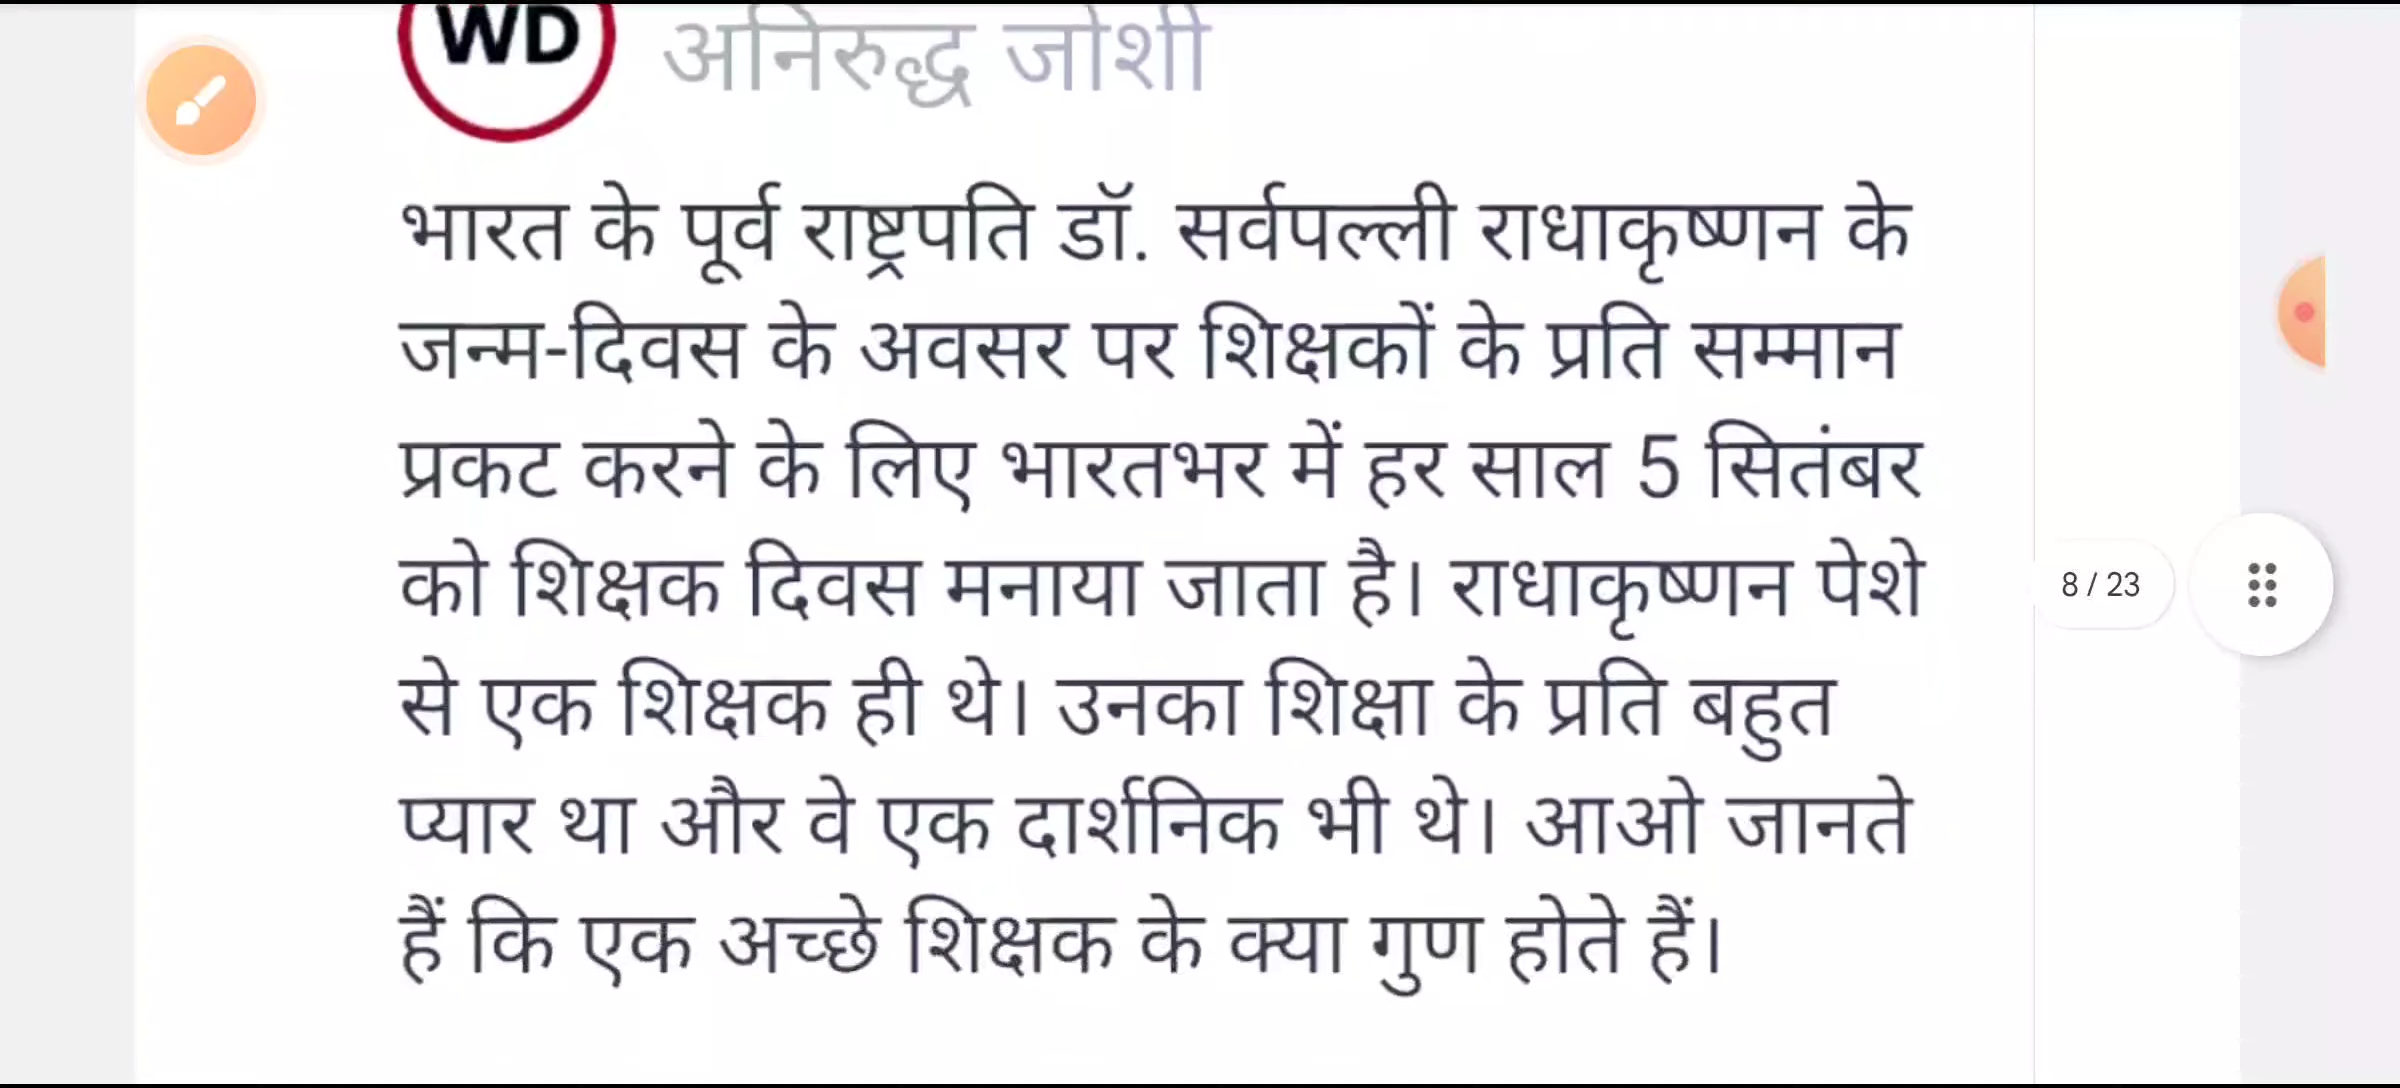 WD अनिरुद्ध जोशी
भारत के पूर्व राष्ट्रपति डॉ. सर्वपल्ली राधाकृष्णन के
जन्म-दिवस के अवसर पर शिक्षकों के प्रति सम्मान
प्रकट करने के लिए भारतभर में हर साल 5 सितंबर
को शिक्षक दिवस मनाया जाता है। राधाकृष्णन पेशे
8 / 23
से एक शिक्षक ही थे। उनका शिक्षा के प्रति बहुत
प्यार था और वे एक दार्शनिक भी थे। आओ जानते
हैं कि एक अच्छे शिक्षक के क्या गुण होते हैं।